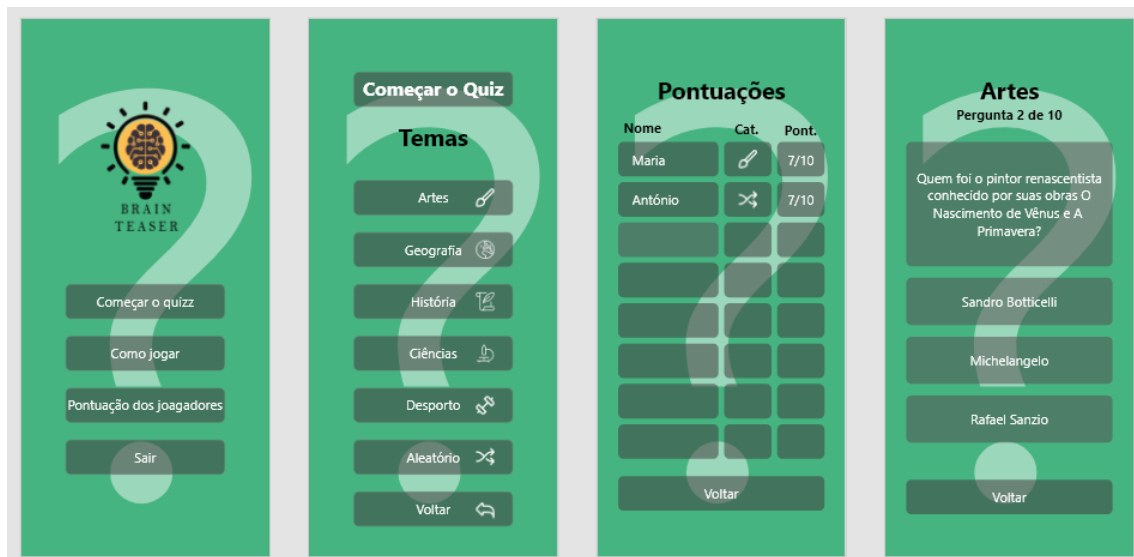 BRAIN
TEASER
Começar o quizz
Como jogar
Pontuação dos joagadores
Sair
Começar o Quiz
Temas
Artes
Geografia
História
Ciências
Desporto
Aleatório
Voltar
Pontuações
Nome Cat. Pont.
Maria 7/10
António 7/10
Voltar
Artes
Pergunta 2 de 10
Quem foi o pintor renascentista
conhecido por suas obras O
Nascimento de Vênus e A
Primavera?
Sandro Botticelli
Michelangelo
Rafael Sanzio
Voltar